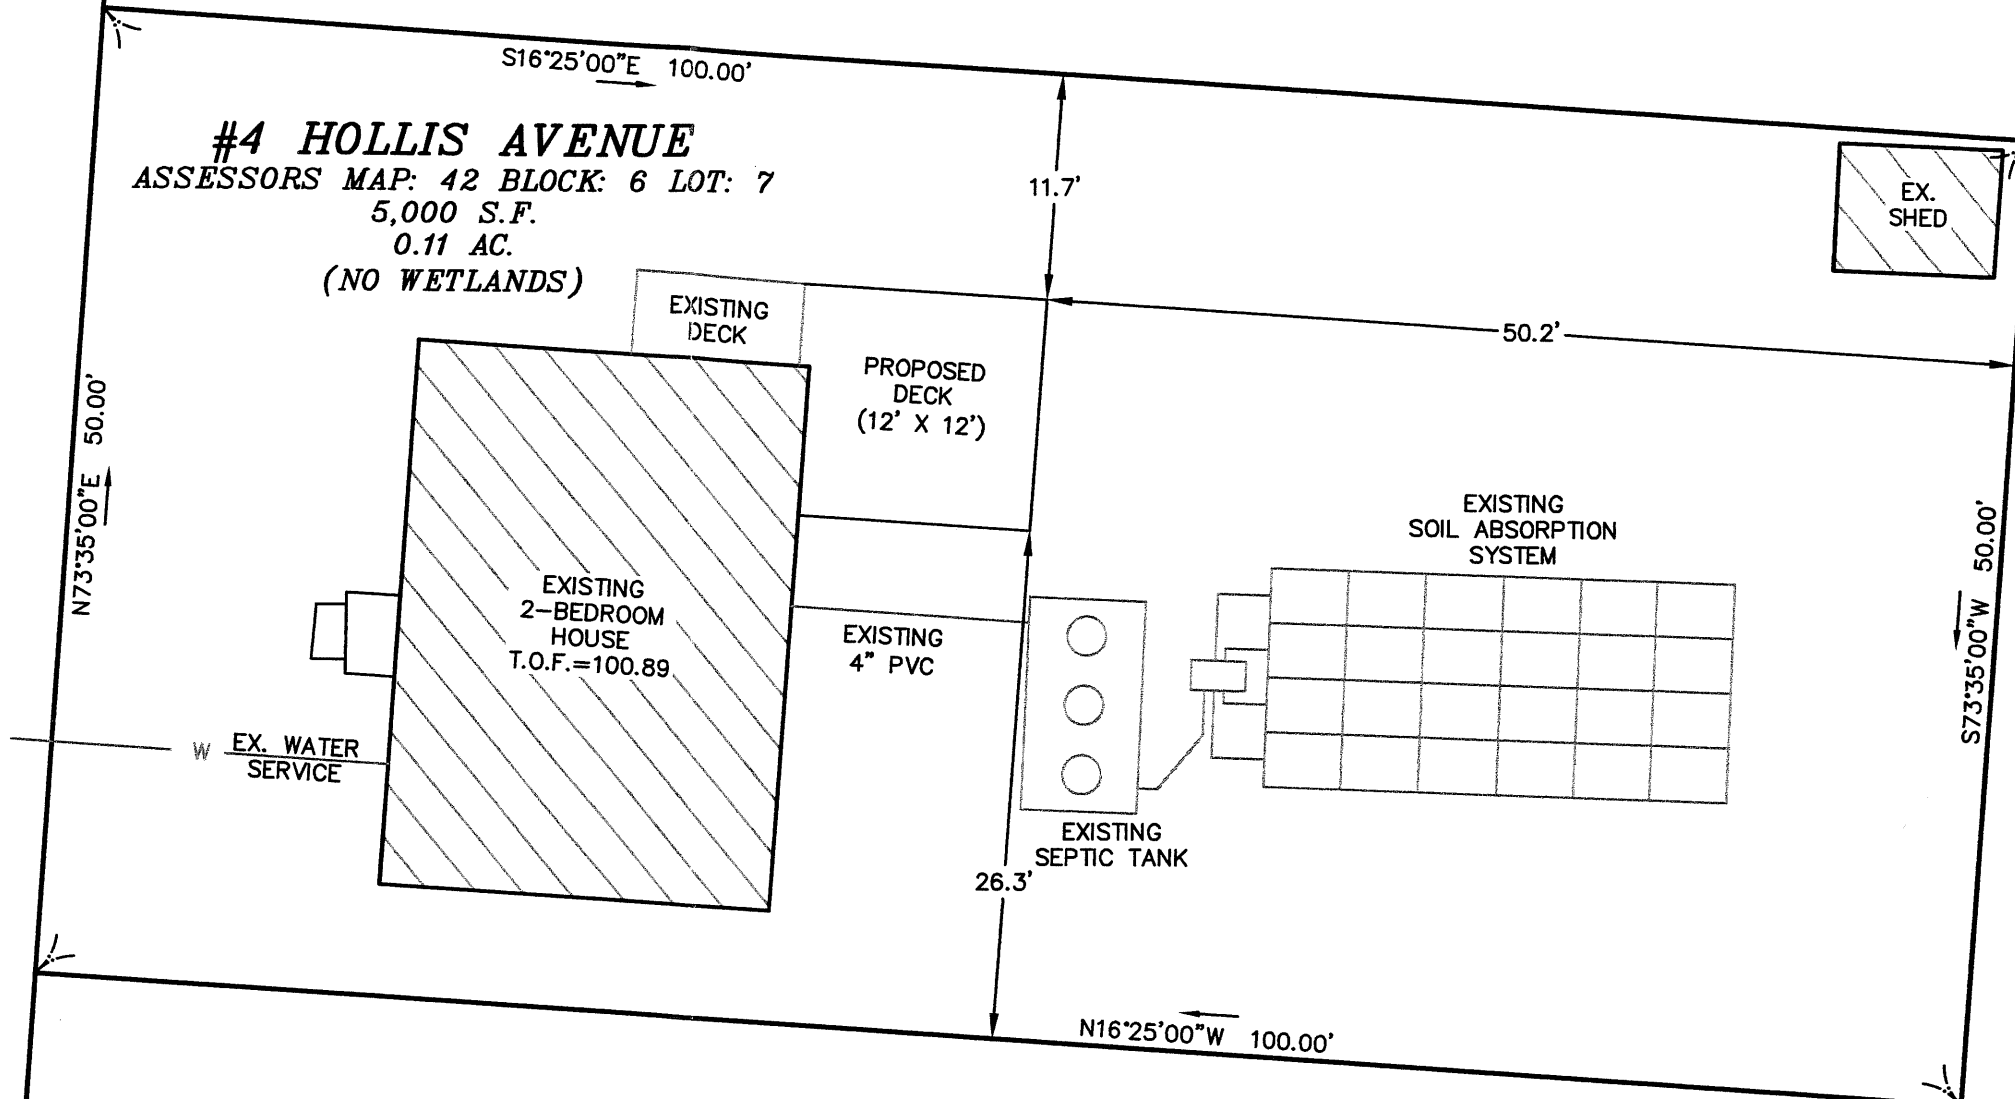 S16°25'00"E 100.00'
#4 HOLLIS AVENUE
ASSESSORS MAP: 42 BLOCK: 6 LOT: 7
5,000 S.F.
0.11 AC.
(NO WETLANDS)
11.7'
EX.
SHED
EXISTING
DECK
50.2'
PROPOSED
DECK
(12' X 12')
N73°35'00"E 50.00'
EXISTING
2-BEDROOM
HOUSE
T.O.F.=100.89
EXISTING
4" PVC
EXISTING
SOIL ABSORPTION
SYSTEM
S73°35'00"W 50.00'
W
EX. WATER
SERVICE
EXISTING
SEPTIC TANK
26.3'
N16°25'00"W 100.00'